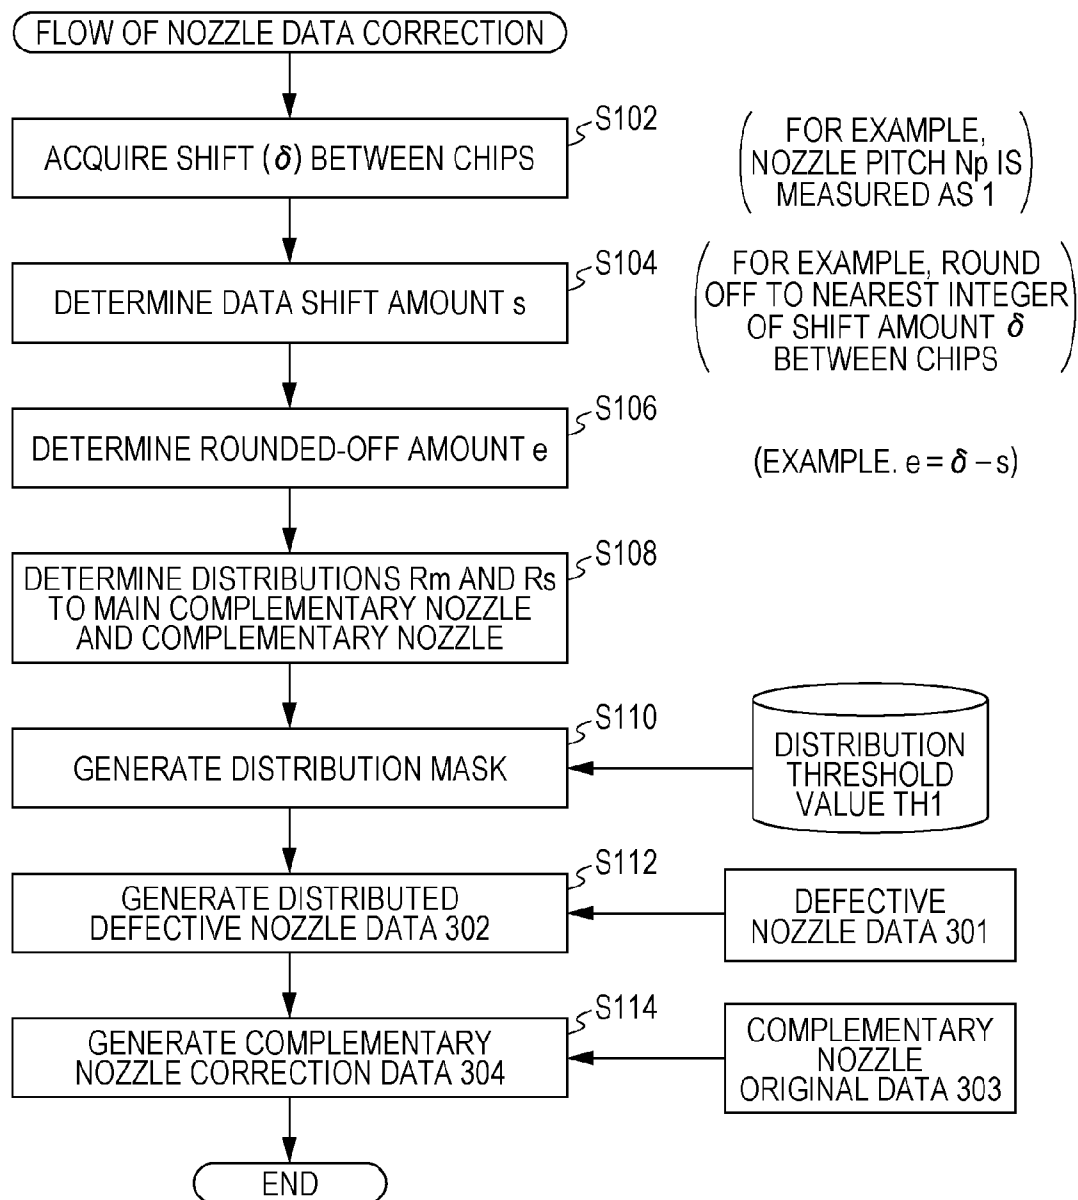 FLOW OF NOZZLE DATA CORRECTION
S102
ACQUIRE SHIFT (δ) BETWEEN CHIPS
FOR EXAMPLE,
NOZZLE PITCH Np IS
MEASURED AS 1
S104
DETERMINE DATA SHIFT AMOUNT s
FOR EXAMPLE, ROUND
OFF TO NEAREST INTEGER
OF SHIFT AMOUNT δ
BETWEEN CHIPS
S106
DETERMINE ROUNDED-OFF AMOUNT e
(EXAMPLE. e = δ – s)
S108
DETERMINE DISTRIBUTIONS Rm AND Rs
TO MAIN COMPLEMENTARY NOZZLE
AND COMPLEMENTARY NOZZLE
S110
GENERATE DISTRIBUTION MASK
DISTRIBUTION
THRESHOLD
VALUE TH1
S112
GENERATE DISTRIBUTED
DEFECTIVE NOZZLE DATA 302
DEFECTIVE
NOZZLE DATA 301
S114
GENERATE COMPLEMENTARY
NOZZLE CORRECTION DATA 304
COMPLEMENTARY
NOZZLE
ORIGINAL DATA 303
END